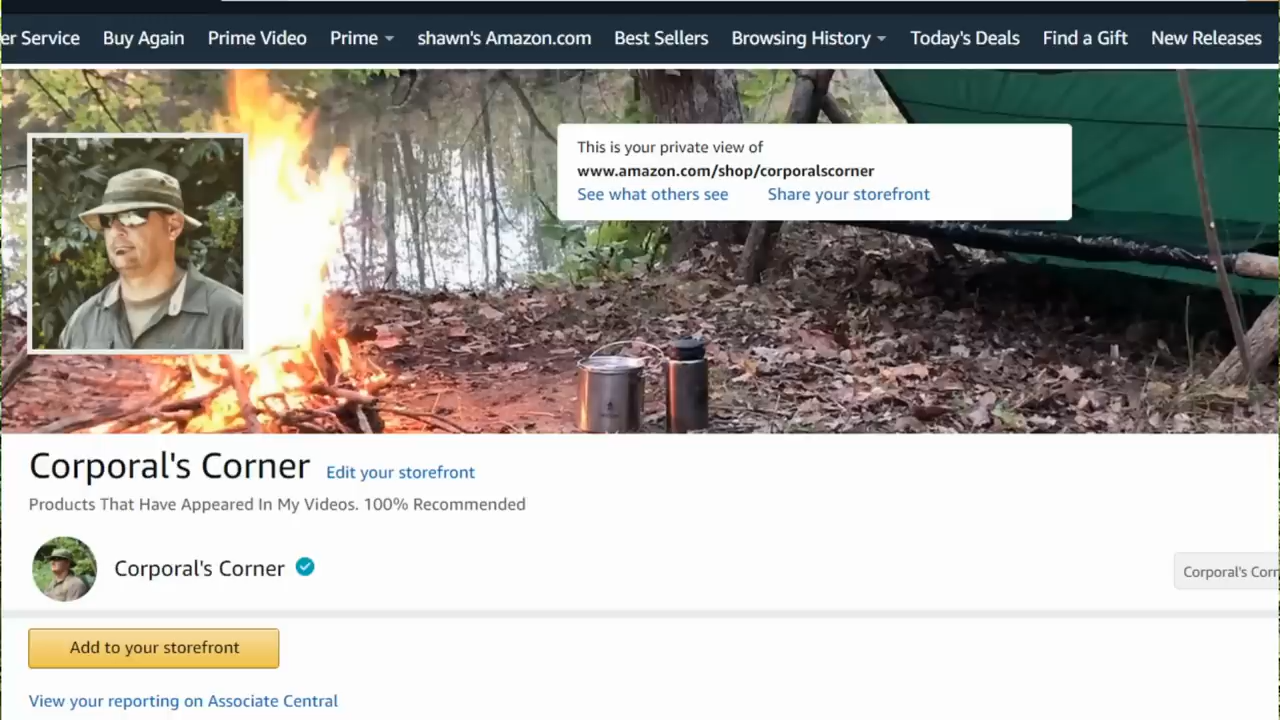 er Service Buy Again Prime Video Prime shawn's Amazon.com Best Sellers Browsing History Today's Deals Find a Gift New Releases
This is your private view of
www.amazon.com/shop/corporalscorner
See what others see Share your storefront
Corporal's Corner Edit your storefront
Products That Have Appeared In My Videos. 100% Recommended
Corporal's Corner
Corporal's Corn
Add to your storefront
View your reporting on Associate Central